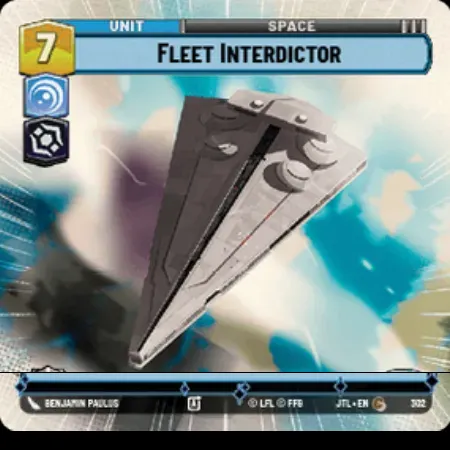 UNIT SPACE
7 FLEET INTERDICTOR
BENJAMIN PAULUS © LFL ℗ FFG JTL • EN 302